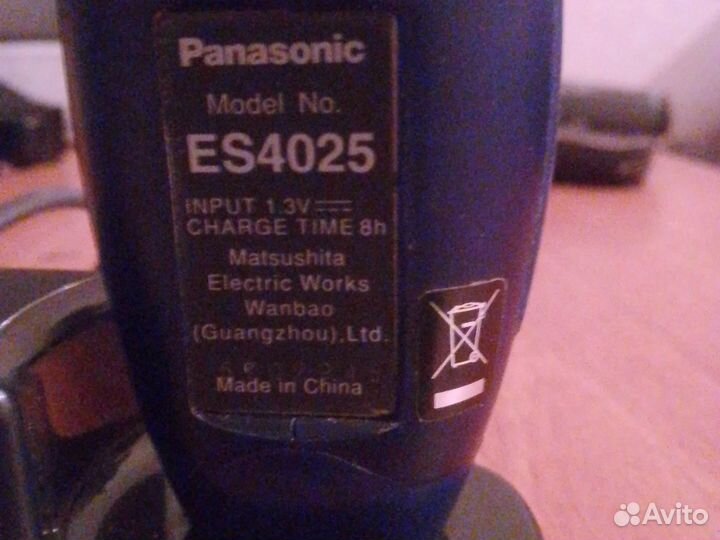 Panasonic
Model No.
ES4025
INPUT 1.3V
CHARGE TIME 8h
Matsushita
Electric Works
Wanbao
(Guangzhou).Ltd.
Made in China
Avito